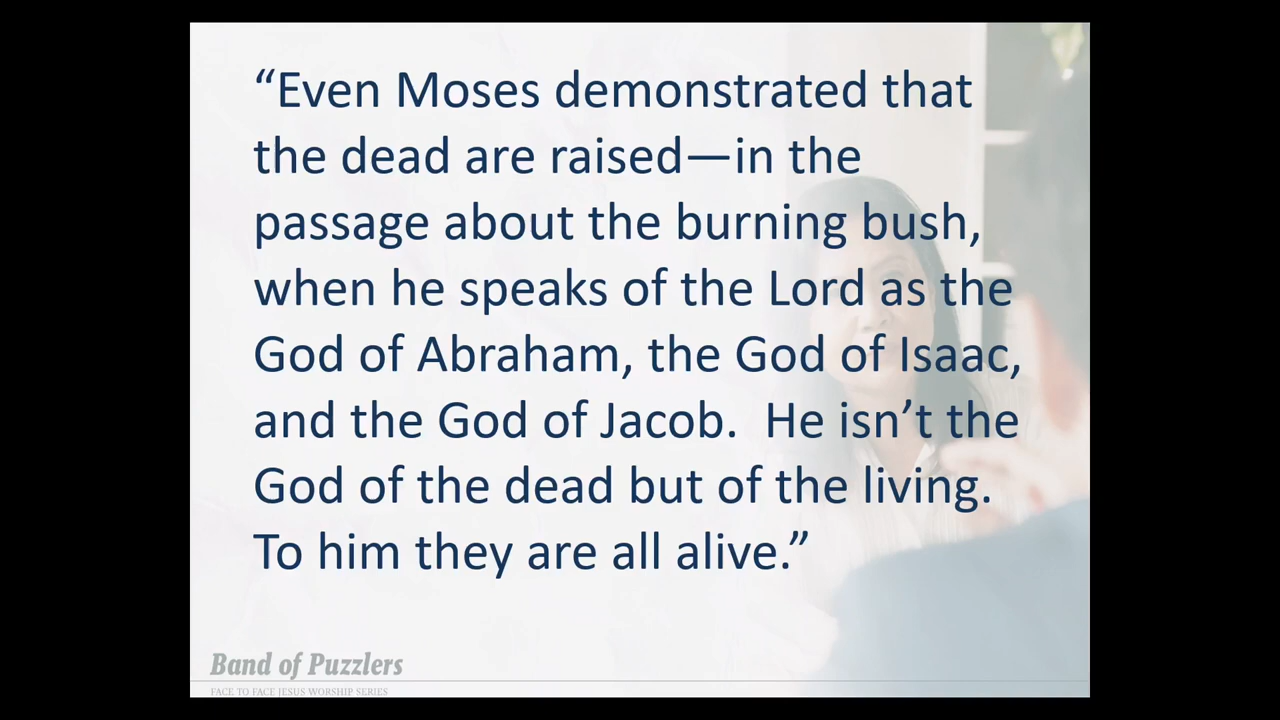 “Even Moses demonstrated that
the dead are raised—in the
passage about the burning bush,
when he speaks of the Lord as the
God of Abraham, the God of Isaac,
and the God of Jacob.  He isn’t the
God of the dead but of the living.
To him they are all alive.”
Band of Puzzlers
FACE TO FACE JESUS WORSHIP SERIES